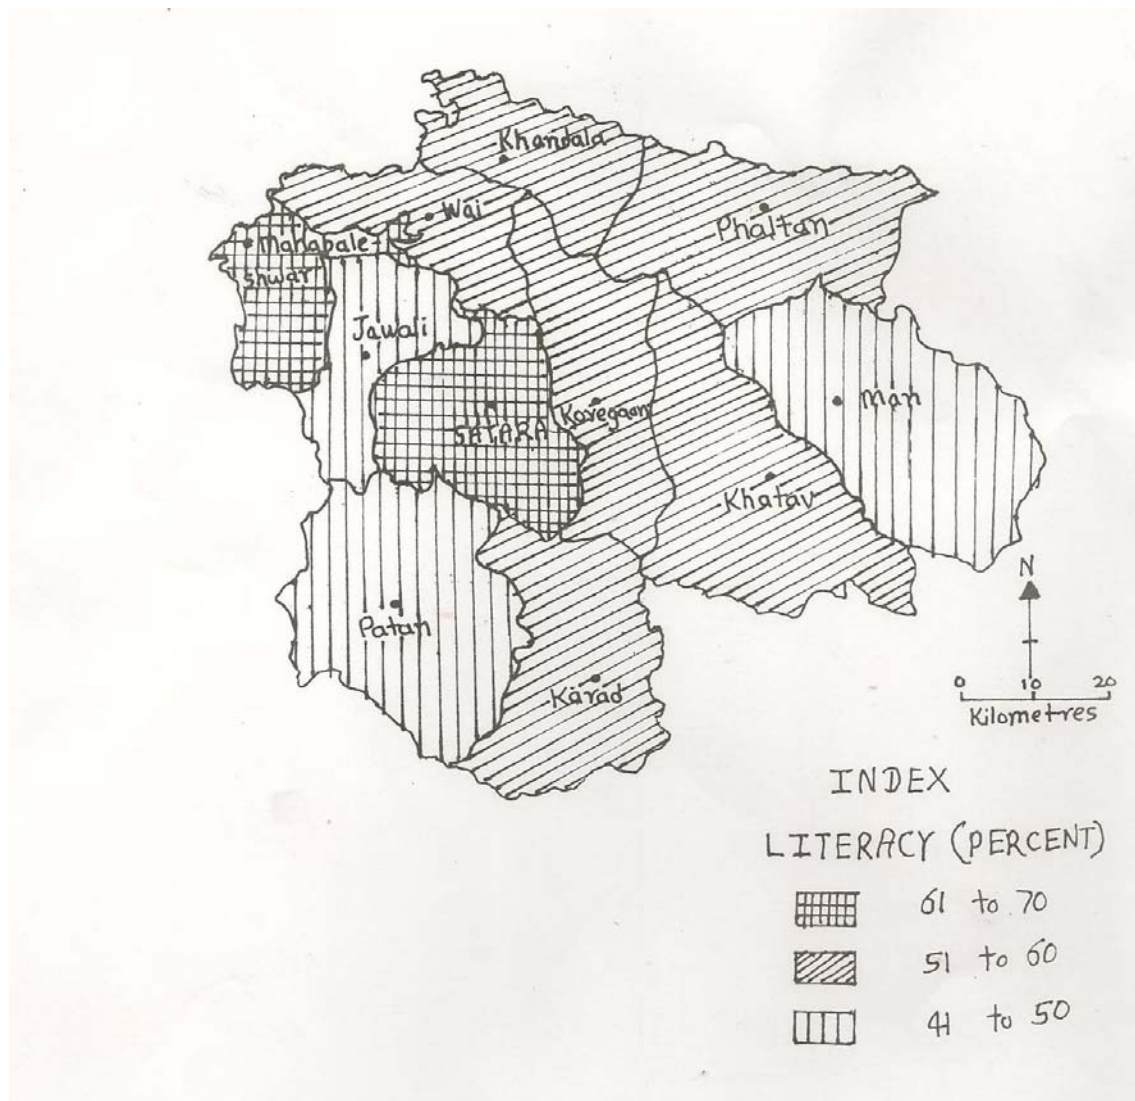 Khandala
Wai
Phaltan
Mahabale
shwar
Jawali
Man
SATARA
Koregaon
Khatav
Patan
Karad
N
0 10 20
Kilometres
INDEX
LITERACY (PERCENT)
61 to 70
51 to 60
41 to 50